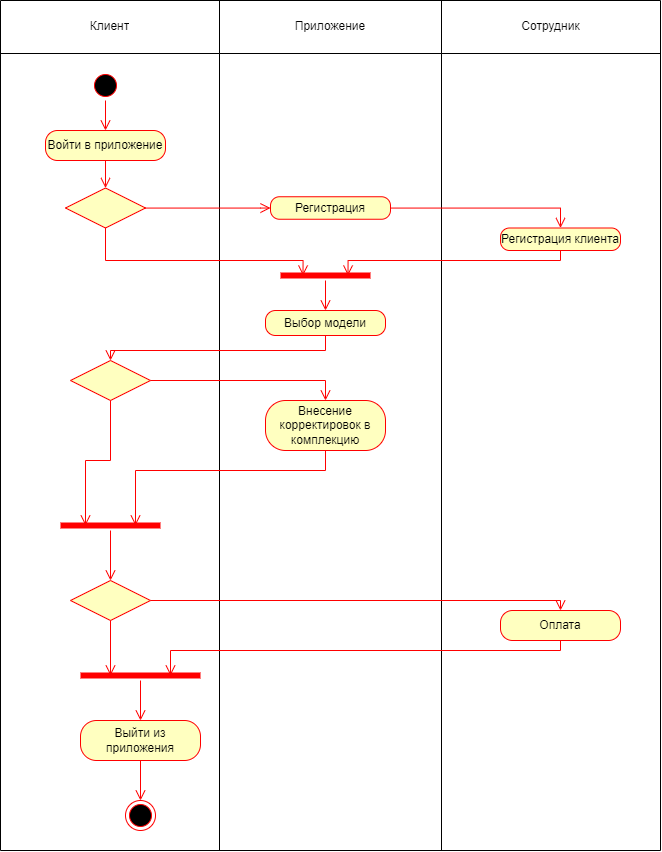 Клиент
Приложение
Сотрудник
Войти в приложение
Регистрация
Регистрация клиента
Выбор модели
Внесение
корректировок в
комплекцию
Оплата
Выйти из
приложения